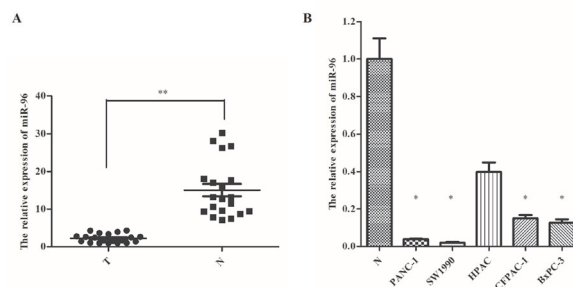 A
The relative expression of miR-96
40
30
20
10
0
**
T
N
B
The relative expression of miR-96
1.2
1.0
0.8
0.6
0.4
0.2
0.0
* * * *
N
PANC-1
SW1990
HPAC
CFPAC-1
BxPC-3